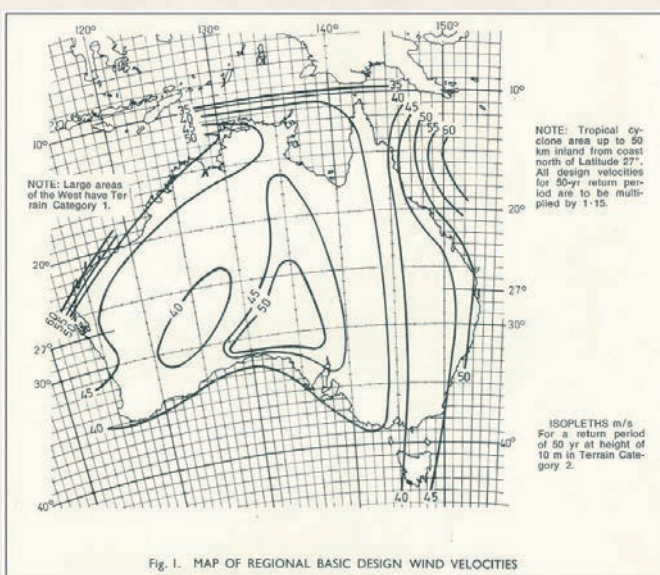 120° 130° 140° 150°
10°
35
40
45
50
55
60
10°
NOTE: Tropical cy-
clone area up to 50
km inland from coast
north of Latitude 27°.
All design velocities
for 50-yr return per-
iod are to be multi-
plied by 1·15.
50
NOTE: Large areas
of the West have Ter
rain Category 1.
20°
20°
40
45
50
27°
30°
27°
30°
45
40
50
ISOPLETHS m/s
For a return period
of 50 yr at height of
10 m in Terrain Cate-
gory 2.
40°
40°
40 45
Fig. 1. MAP OF REGIONAL BASIC DESIGN WIND VELOCITIES